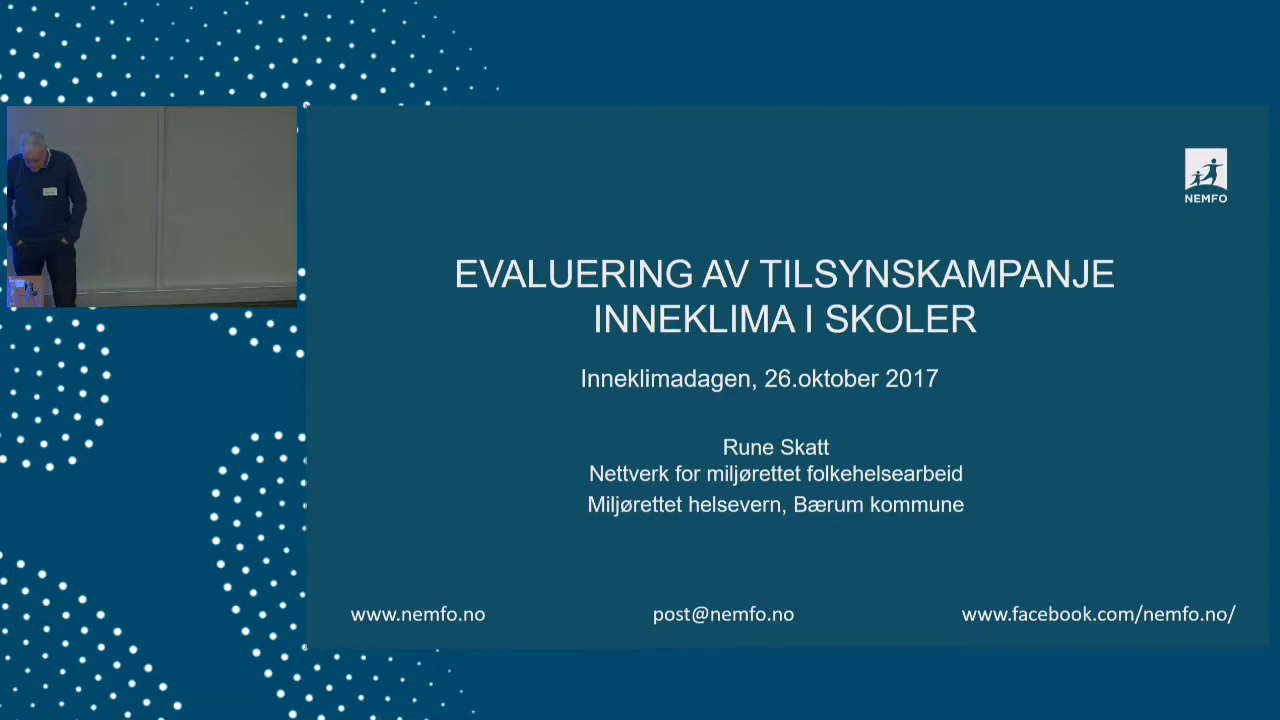 NEMFO
EVALUERING AV TILSYNSKAMPANJE
INNEKLIMA I SKOLER
Inneklimadagen, 26.oktober 2017
Rune Skatt
Nettverk for miljørettet folkehelsearbeid
Miljørettet helsevern, Bærum kommune
www.nemfo.no
post@nemfo.no
www.facebook.com/nemfo.no/